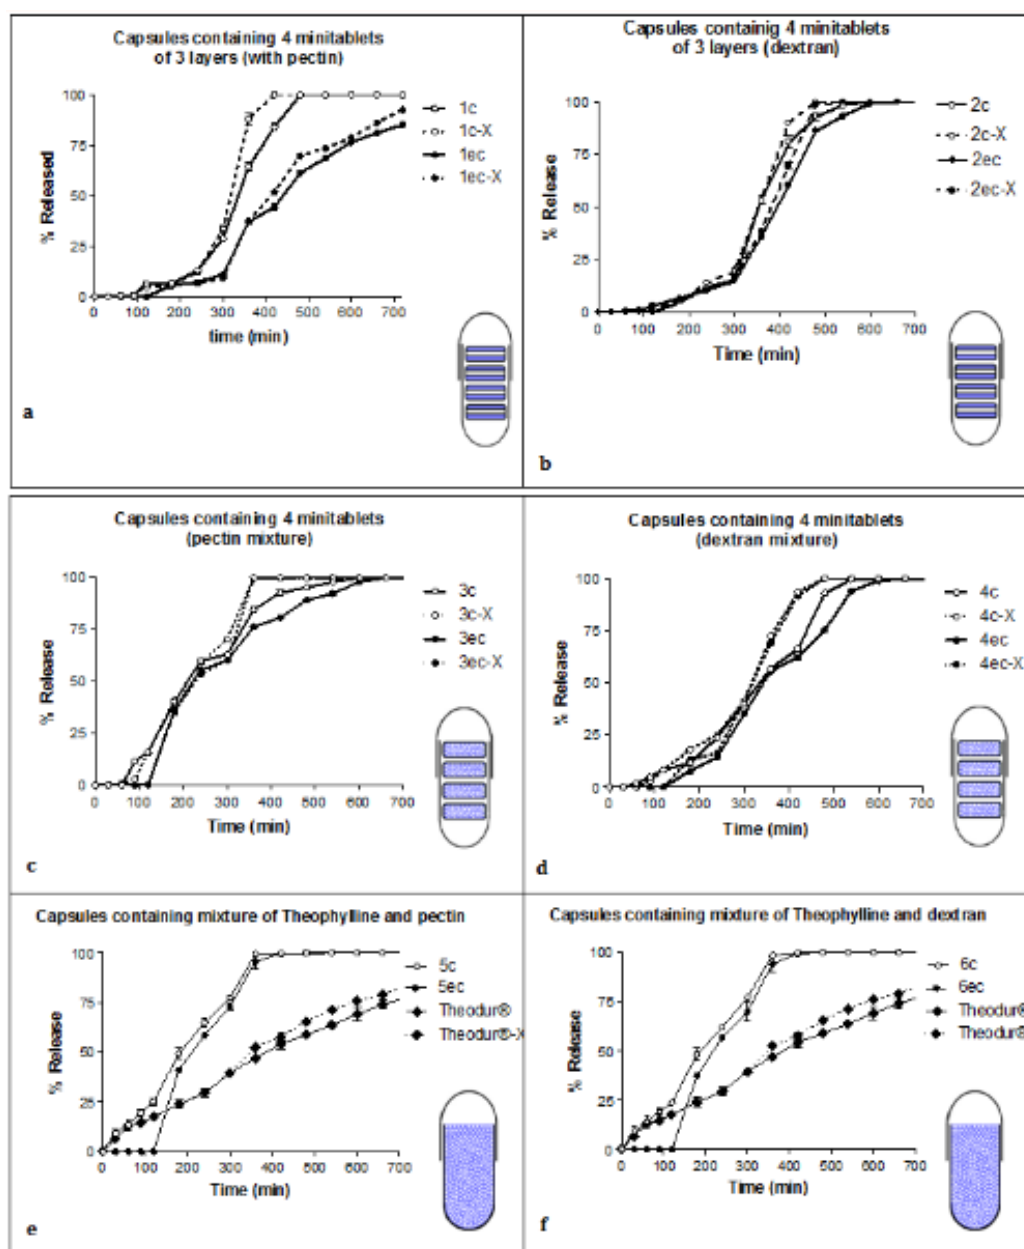 Capsules containing 4 minitablets
of 3 layers (with pectin)
% Released
100
75
50
25
0
0 100 200 300 400 500 600 700
time (min)
1c
1c-X
1ec
1ec-X
a
Capsules containig 4 minitablets
of 3 layers (dextran)
% Release
100
75
50
25
0
0 100 200 300 400 500 600 700
Time (min)
2c
2c-X
2ec
2ec-X
b
Capsules containing 4 minitablets
(pectin mixture)
% Release
100
75
50
25
0
0 100 200 300 400 500 600 700
Time (min)
3c
3c-X
3ec
3ec-X
c
Capsules containing 4 minitablets
(dextran mixture)
% Release
100
75
50
25
0
0 100 200 300 400 500 600 700
Time (min)
4c
4c-X
4ec
4ec-X
d
Capsules containing mixture of Theophylline and pectin
% Release
100
75
50
25
0
0 100 200 300 400 500 600 700
Time (min)
5c
5ec
Theodur®
Theodur®-X
e
Capsules containing mixture of Theophylline and dextran
% Release
100
75
50
25
0
0 100 200 300 400 500 600 700
Time (min)
6c
6ec
Theodur®
Theodur®
f